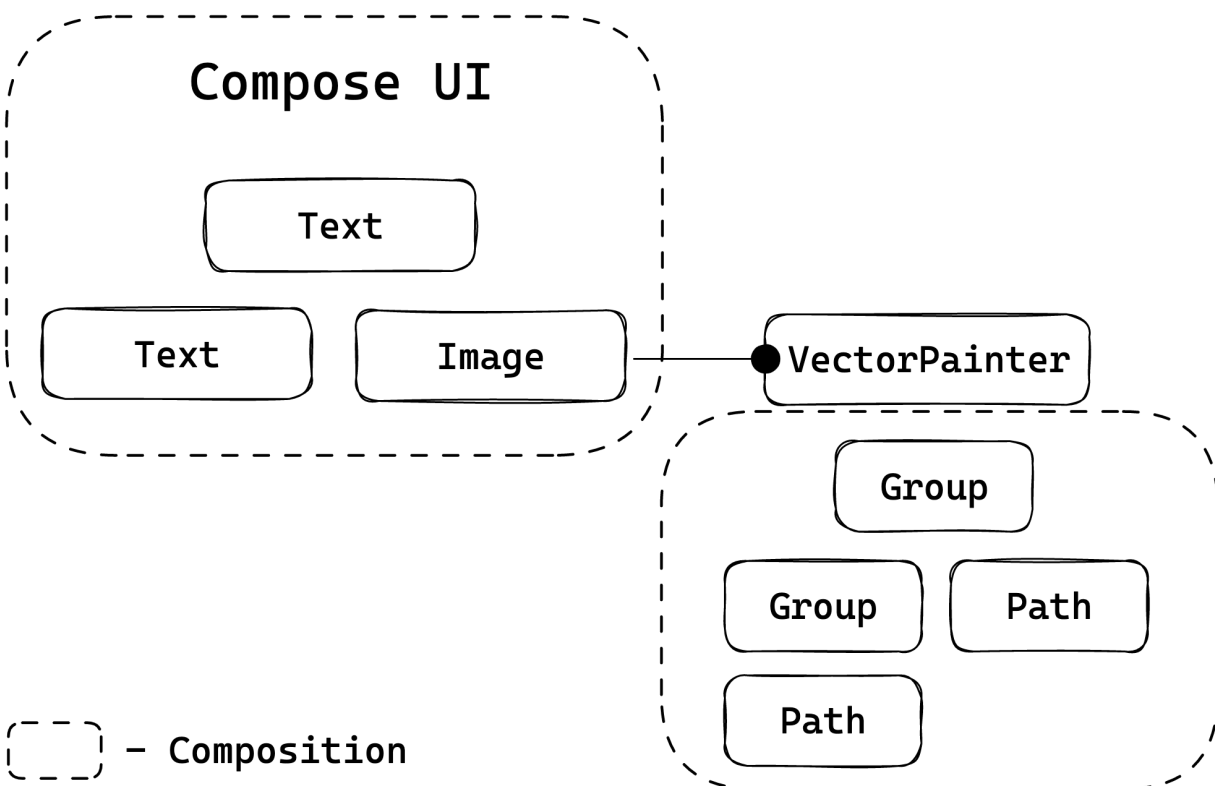 Compose UI
Text
Text
Image
VectorPainter
Group
Group
Path
Path
– Composition